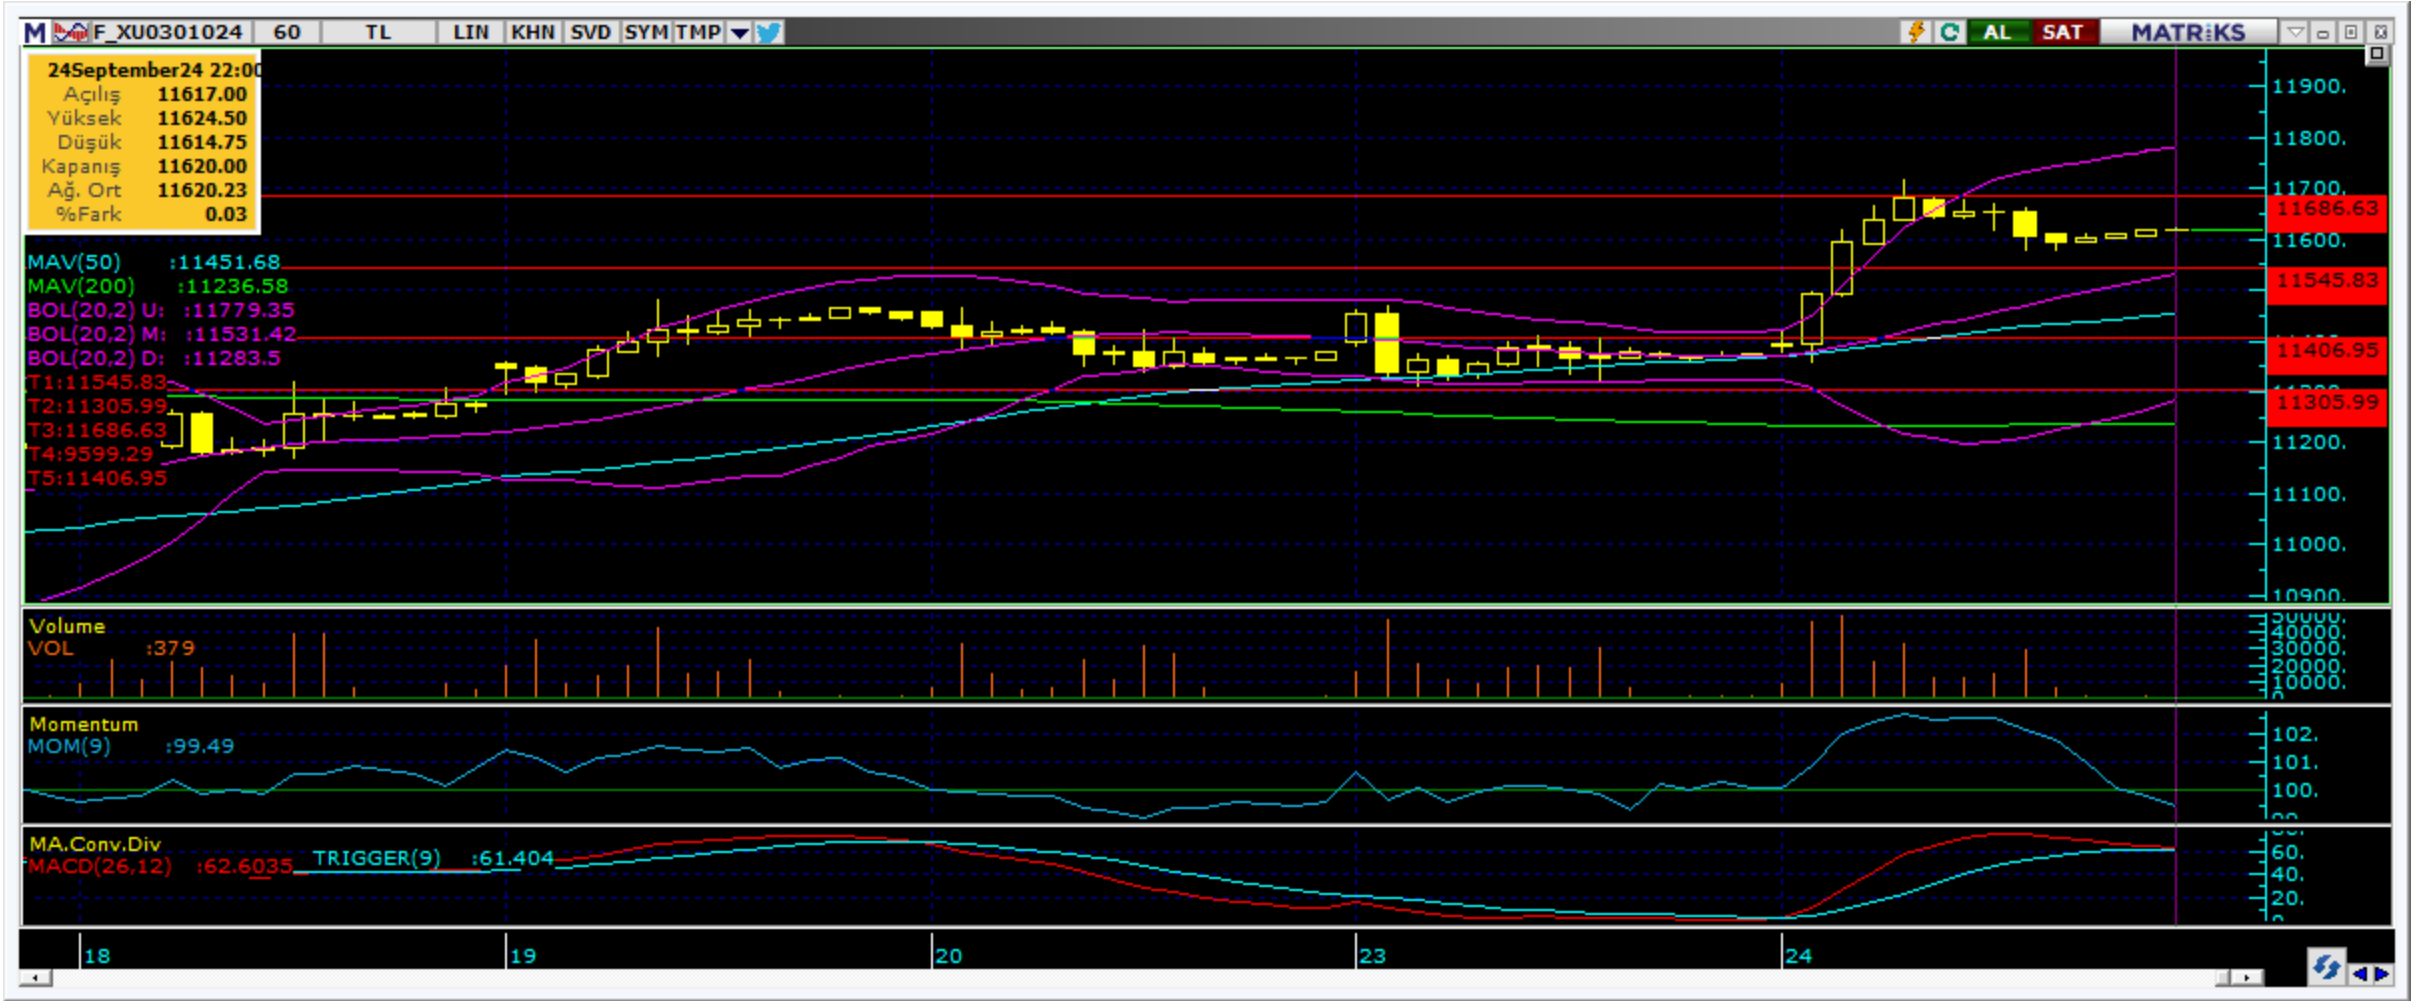 M F_XU0301024 60 TL LIN KHN SVD SYM TMP AL SAT MATRiKS
24September24 22:00
Açılış 11617.00
Yüksek 11624.50
Düşük 11614.75
Kapanış 11620.00
Ağ. Ort 11620.23
%Fark 0.03
MAV(50) :11451.68
MAV(200) :11236.58
BOL(20,2) U: :11779.35
BOL(20,2) M: :11531.42
BOL(20,2) D: :11283.5
T1:11545.83
T2:11305.99
T3:11686.63
T4:9599.29
T5:11406.95
11900.
11800.
11700.
11686.63
11600.
11545.83
11406.95
11305.99
11200.
11100.
11000.
10900.
Volume
VOL :379
50000.
40000.
30000.
20000.
10000.
0
Momentum
MOM(9) :99.49
102.
101.
100.
99.
MA.Conv.Div
MACD(26,12) :62.6035 TRIGGER(9) :61.404
60.
40.
20.
0
18 19 20 23 24